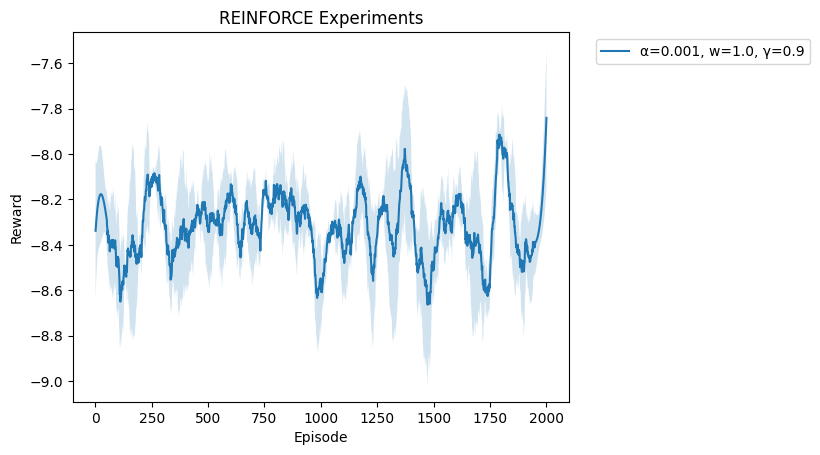 REINFORCE Experiments
α=0.001, w=1.0, γ=0.9
Reward
−7.6
−7.8
−8.0
−8.2
−8.4
−8.6
−8.8
−9.0
0 250 500 750 1000 1250 1500 1750 2000
Episode